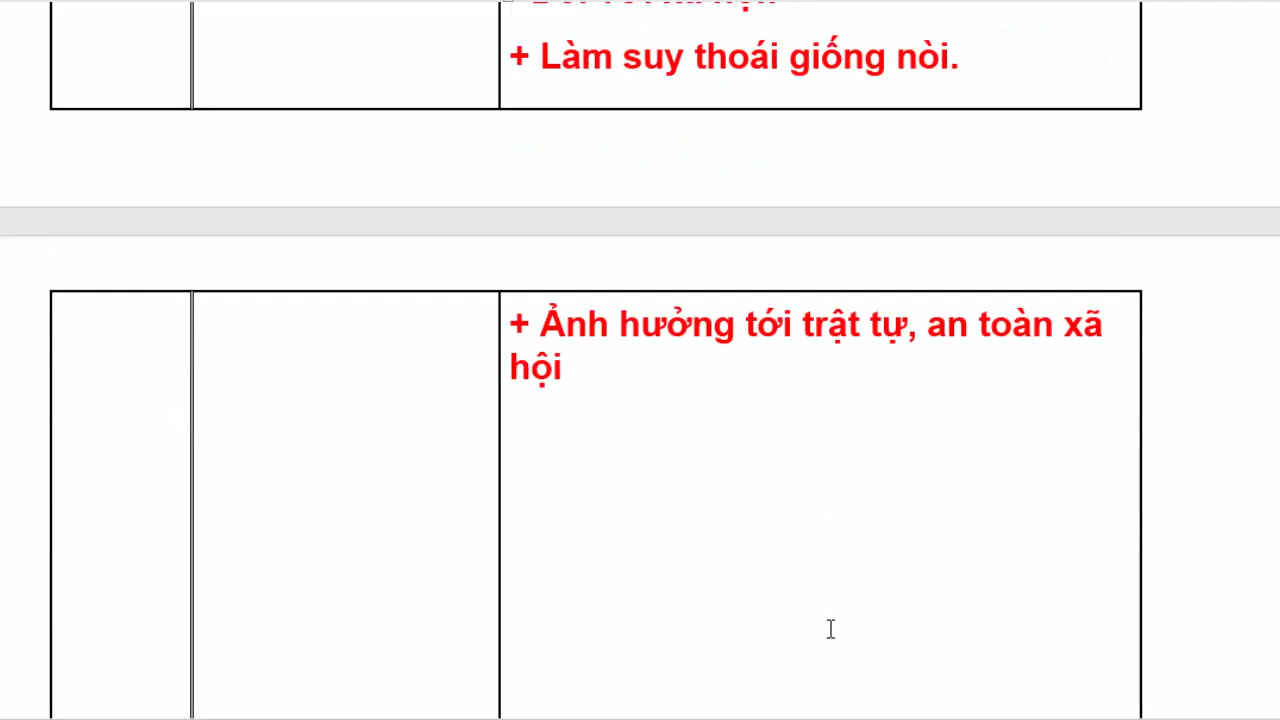 + Làm suy thoái giống nòi.
+ Ảnh hưởng tới trật tự, an toàn xã
hội